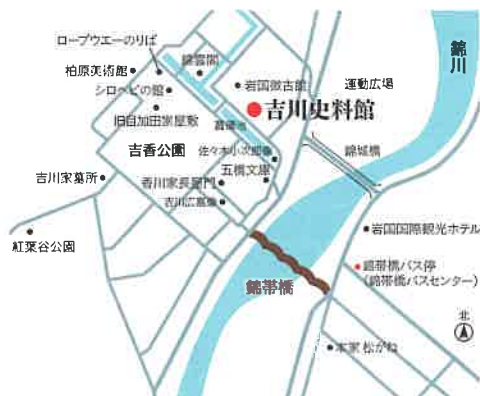 ロープウエーのりば
錦雲閣
錦川
柏原美術館
シロヘビの館
岩国徴古館
運動広場
吉川史料館
旧目加田家屋敷
菖蒲池
佐々木小次郎像
錦城橋
吉香公園
五橋文庫
吉川家墓所
香川家長屋門
吉川広嘉像
岩国国際観光ホテル
紅葉谷公園
錦帯橋バス停
(錦帯橋バスセンター)
錦帯橋
北
本家 松がね